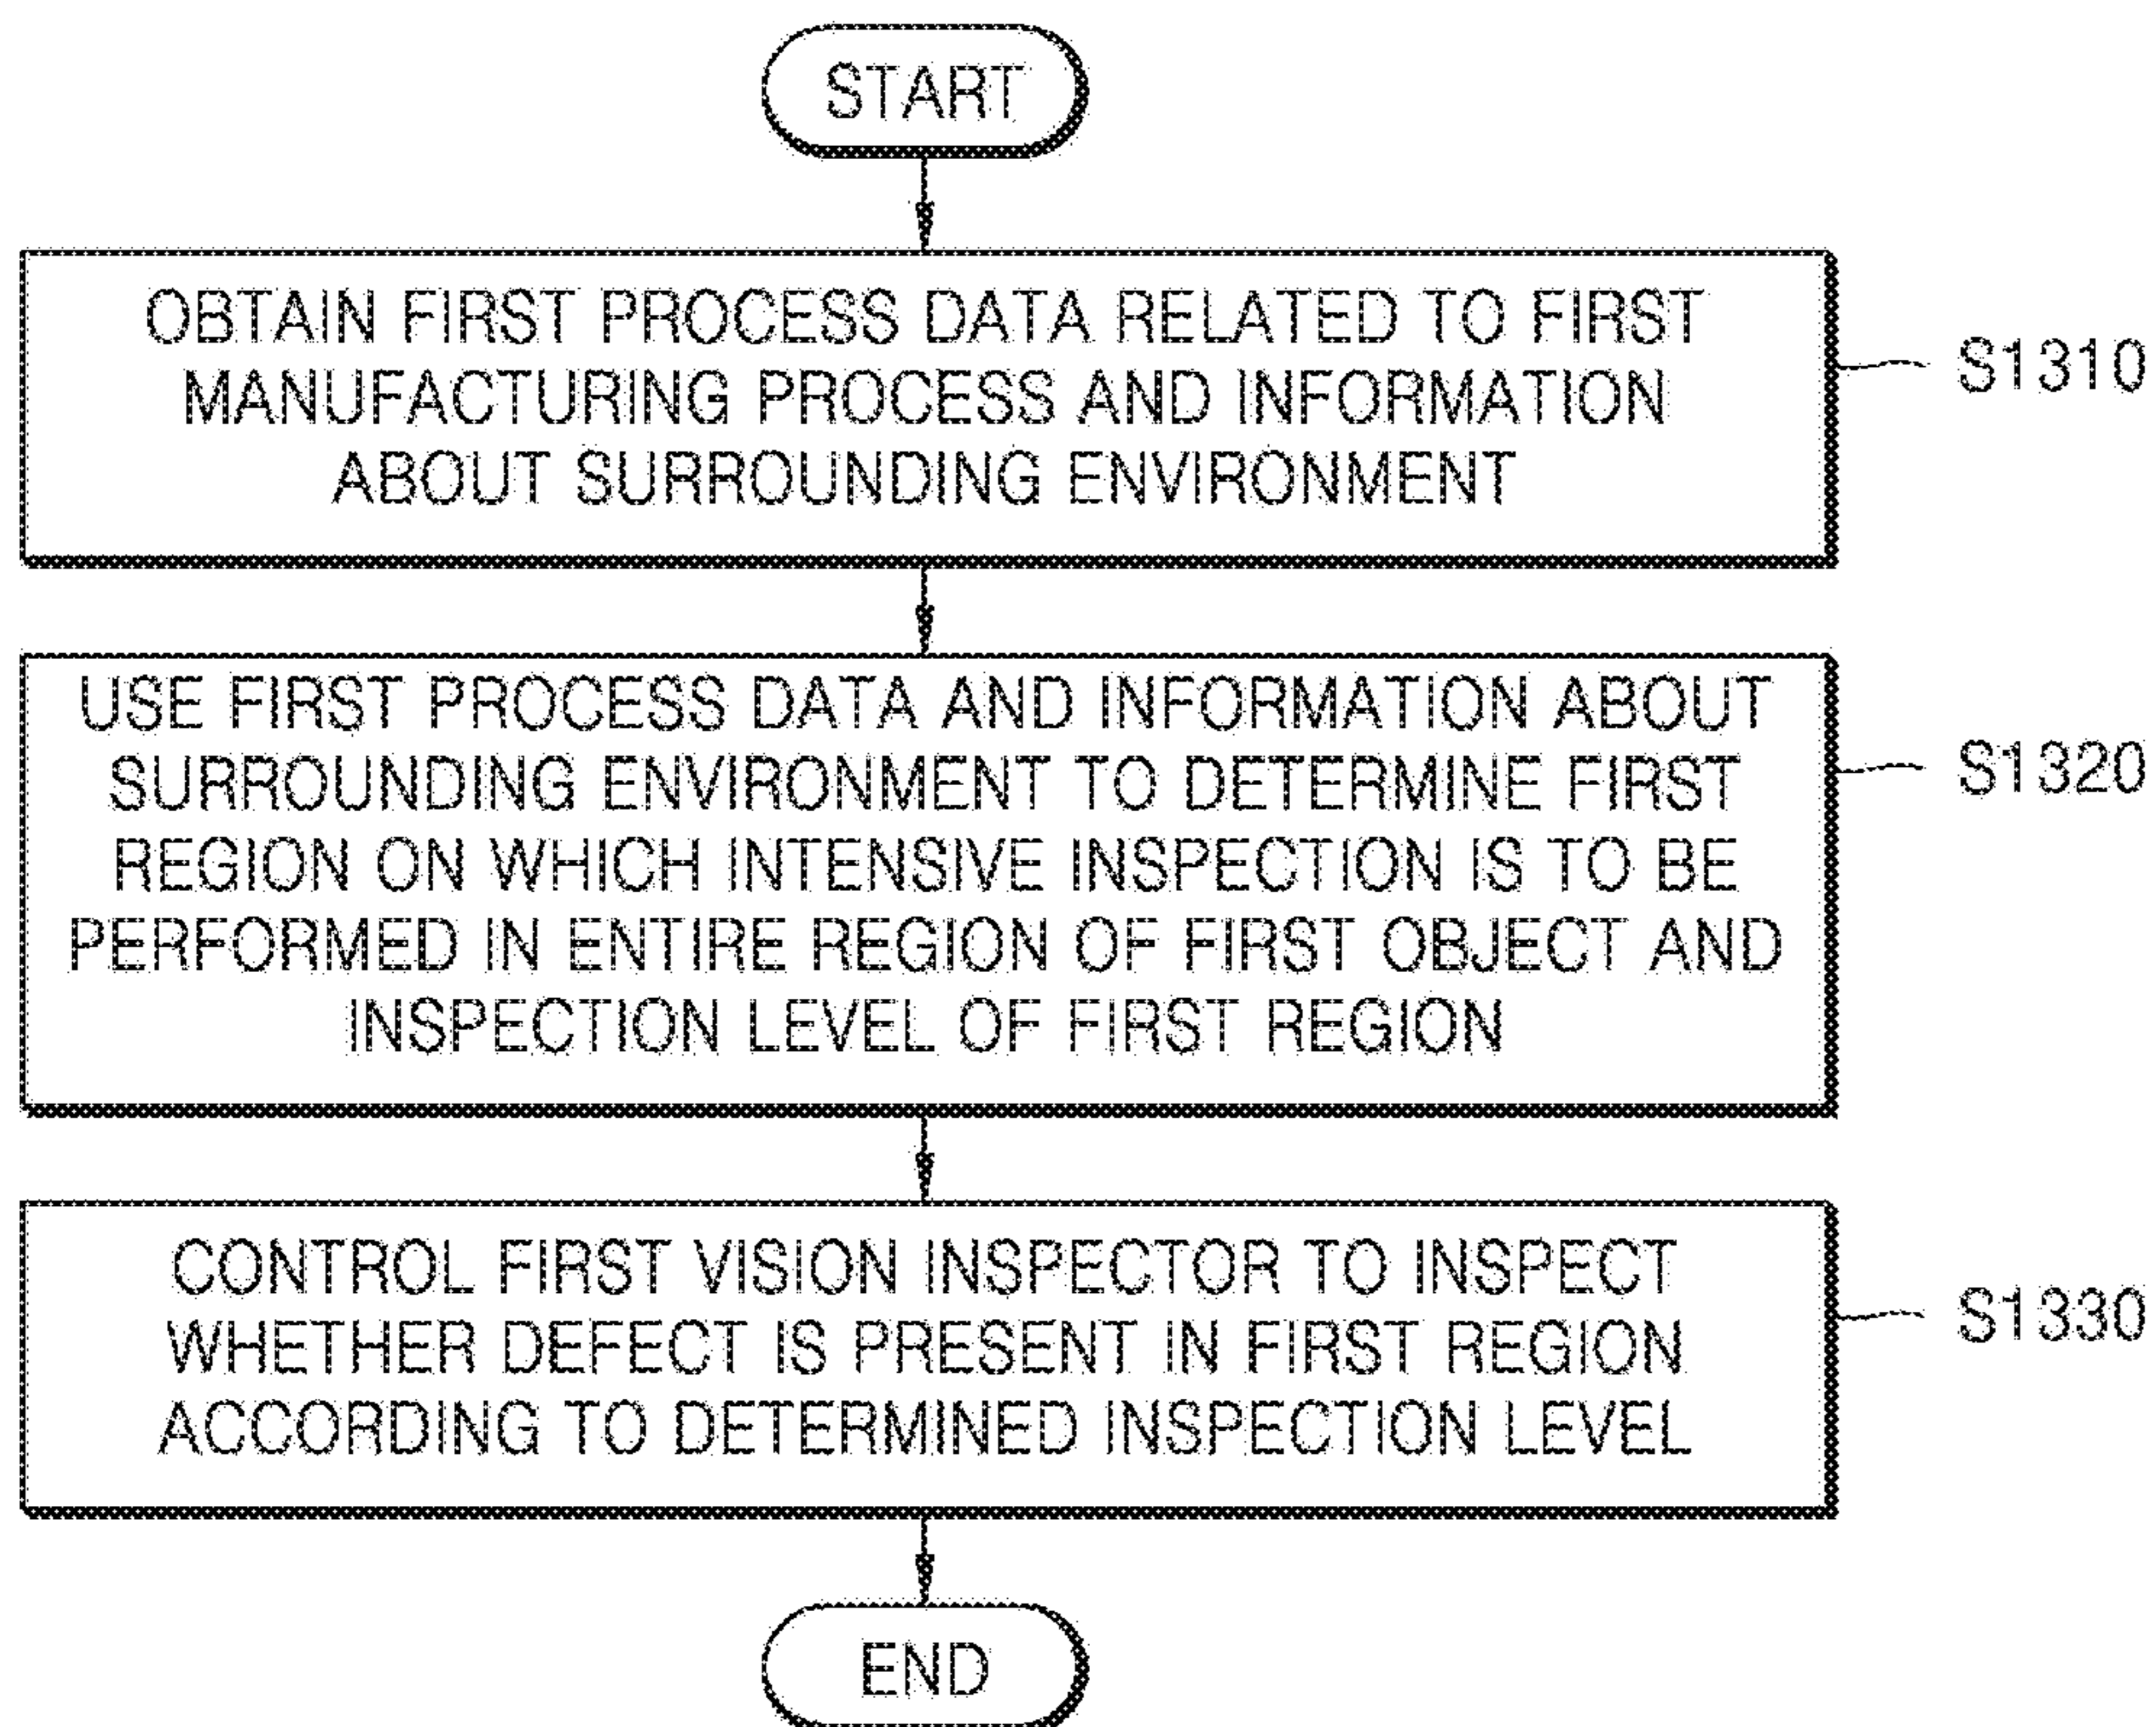 START
OBTAIN FIRST PROCESS DATA RELATED TO FIRST
MANUFACTURING PROCESS AND INFORMATION
ABOUT SURROUNDING ENVIRONMENT
S1310
USE FIRST PROCESS DATA AND INFORMATION ABOUT
SURROUNDING ENVIRONMENT TO DETERMINE FIRST
REGION ON WHICH INTENSIVE INSPECTION IS TO BE
PERFORMED IN ENTIRE REGION OF FIRST OBJECT AND
INSPECTION LEVEL OF FIRST REGION
S1320
CONTROL FIRST VISION INSPECTOR TO INSPECT
WHETHER DEFECT IS PRESENT IN FIRST REGION
ACCORDING TO DETERMINED INSPECTION LEVEL
S1330
END